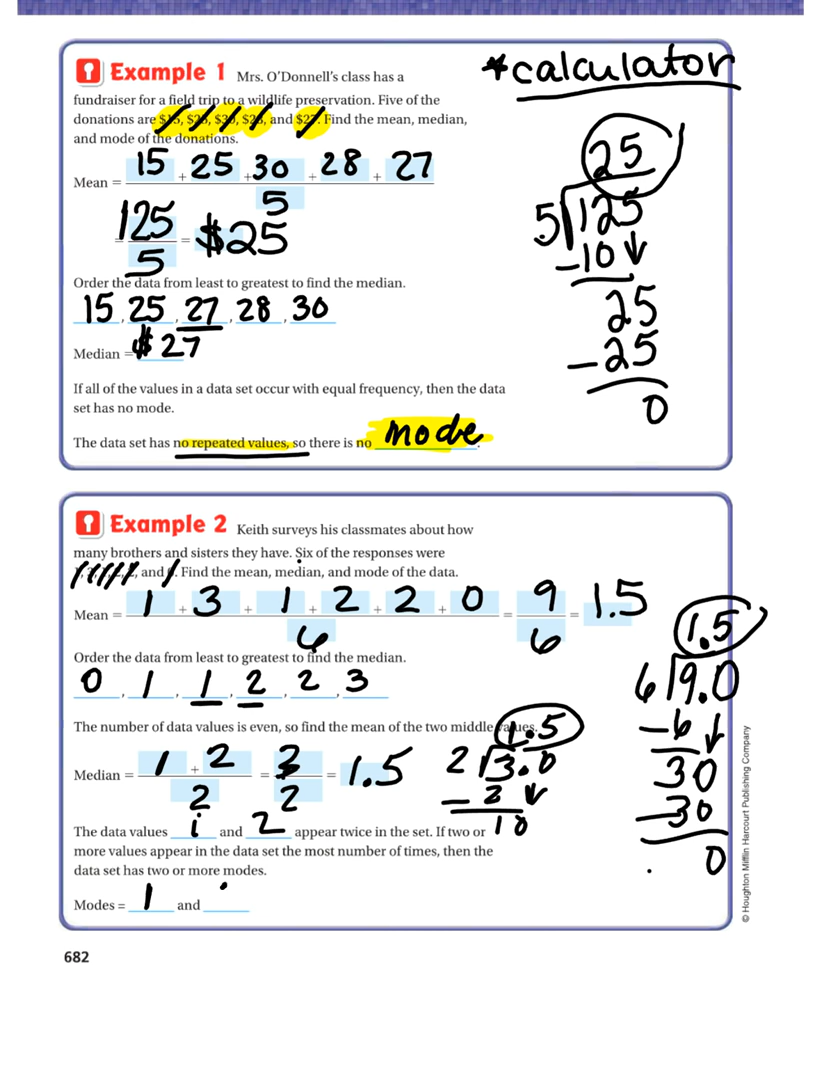 Example 1 Mrs. O'Donnell's class has a
*calculator
fundraiser for a field trip to a wildlife preservation. Five of the
donations are $15, $25, $30, $28, and $27. Find the mean, median,
and mode of the donations.
Mean = 15 + 25 + 30 + 28 + 27
5
= 125 = $25
5
25
5 125
-10
25
-25
0
Order the data from least to greatest to find the median.
15, 25, 27, 28, 30
Median = $27
If all of the values in a data set occur with equal frequency, then the data
set has no mode.
The data set has no repeated values, so there is no mode.
Example 2 Keith surveys his classmates about how
many brothers and sisters they have. Six of the responses were
and . Find the mean, median, and mode of the data.
Mean = 1 + 3 + 1 + 2 + 2 + 0 = 9 = 1.5
6 6
1.5
6 9.0
-6
30
-30
0
Order the data from least to greatest to find the median.
0, 1, 1, 2, 2, 3
The number of data values is even, so find the mean of the two middle values.
Median = 1 + 2 = 3 = 1.5
2 2
1.5
2 3.0
-2
10
The data values 1 and 2 appear twice in the set. If two or
more values appear in the data set the most number of times, then the
data set has two or more modes.
Modes = 1 and
© Houghton Mifflin Harcourt Publishing Company
682